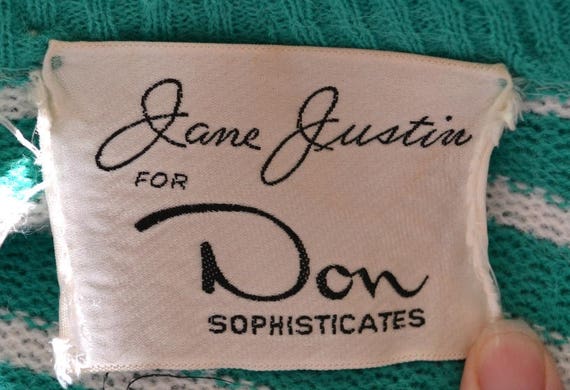 Jane Justin
FOR
Don
SOPHISTICATES